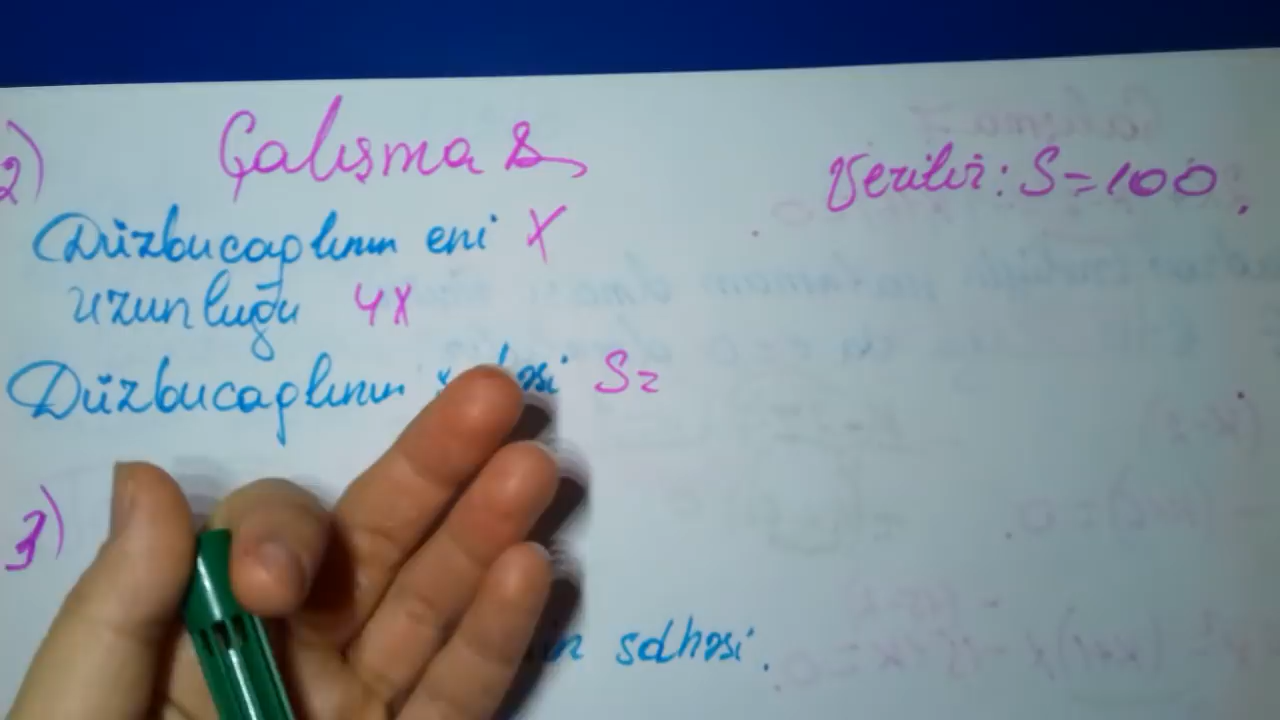 2) Çalışma 8
Verilir: S=100.
Düzbucaqlının eni X
uzunluğu 4X
Düzbucaqlının S=
3)
sahəsi.